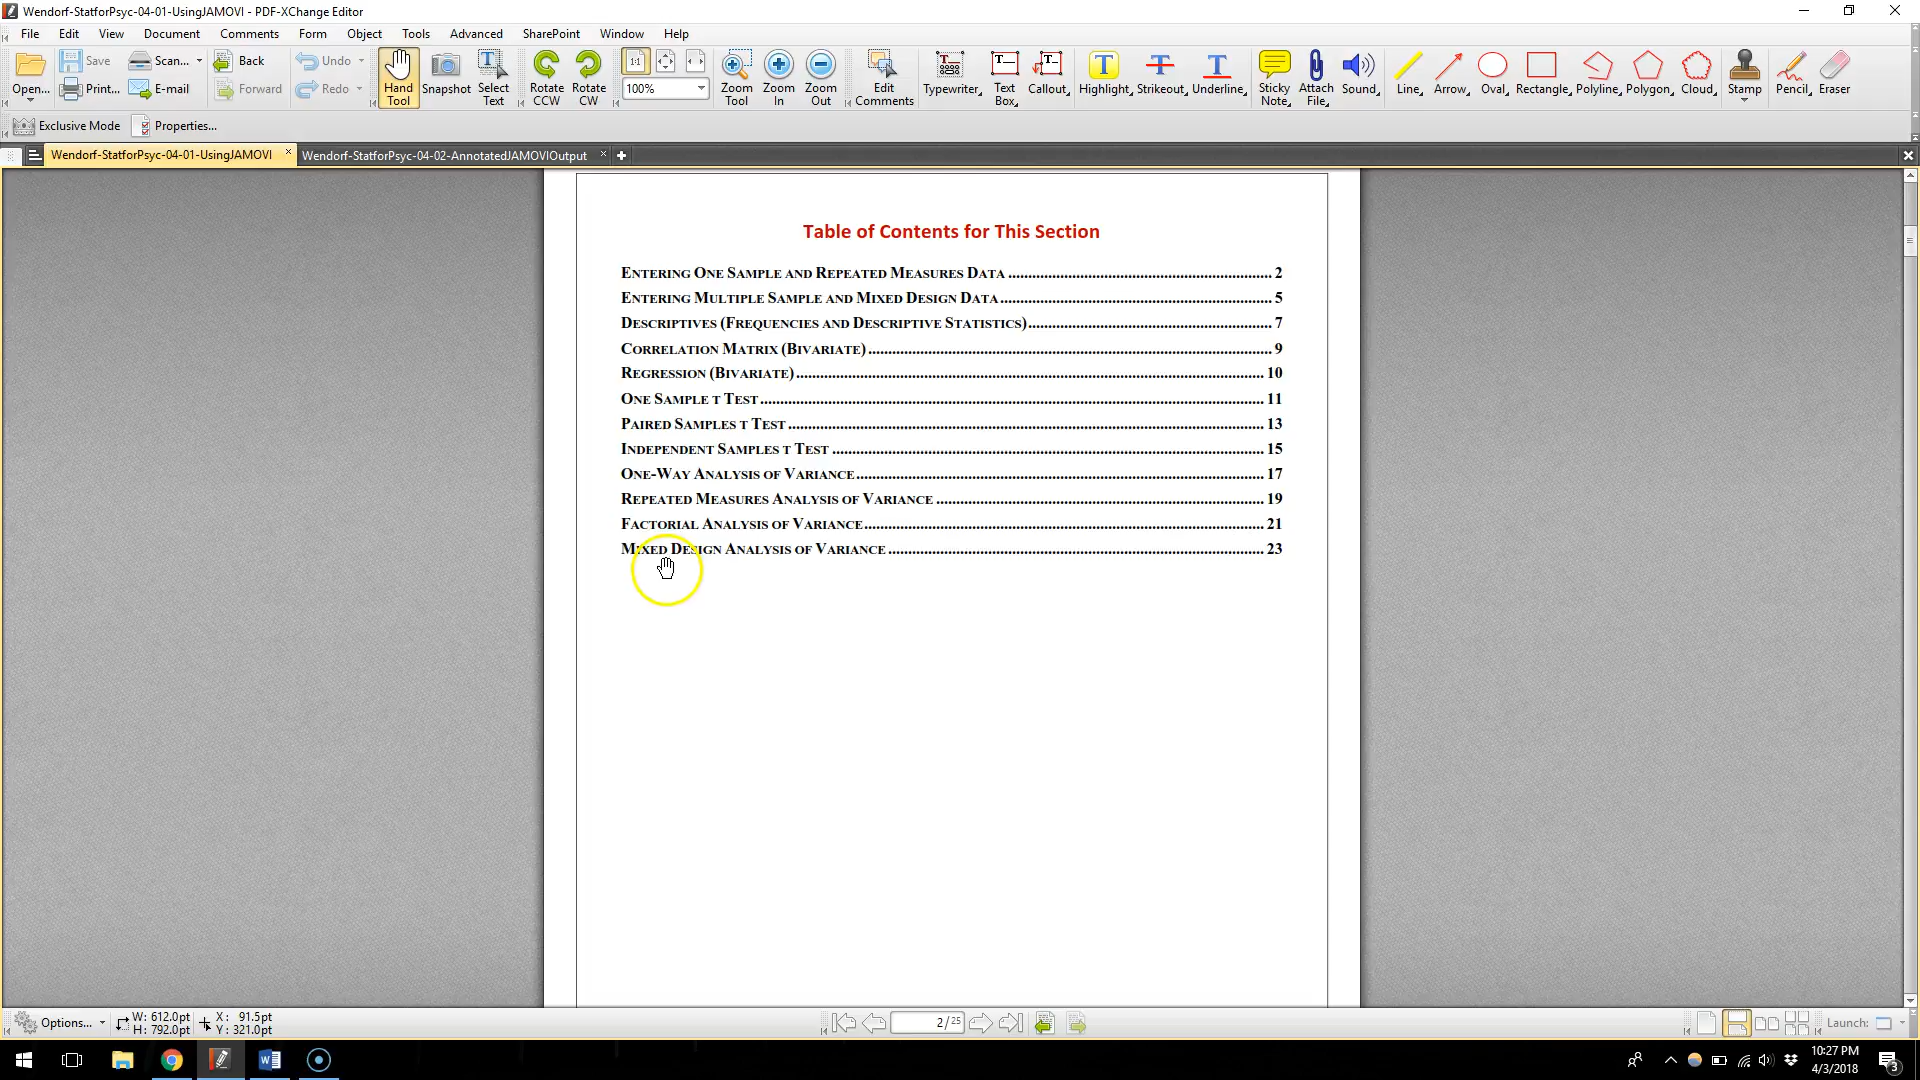 Wendorf-StatforPsyc-04-01-UsingJAMOVI - PDF-XChange Editor
File Edit View Document Comments Form Object Tools Advanced SharePoint Window Help
Open... Save Print... Scan... E-mail Back Forward Undo Redo Hand Tool Snapshot Select Text Rotate CCW Rotate CW 1:1 100% Zoom Tool Zoom In Zoom Out Edit Comments Typewriter Text Box Callout Highlight Strikeout Underline Sticky Note Attach File Sound Line Arrow Oval Rectangle Polyline Polygon Cloud Stamp Pencil Eraser
Exclusive Mode Properties...
Wendorf-StatforPsyc-04-01-UsingJAMOVI × Wendorf-StatforPsyc-04-02-AnnotatedJAMOVIOutput ×
Table of Contents for This Section
Entering One Sample and Repeated Measures Data 2
Entering Multiple Sample and Mixed Design Data 5
Descriptives (Frequencies and Descriptive Statistics) 7
Correlation Matrix (Bivariate) 9
Regression (Bivariate) 10
One Sample t Test 11
Paired Samples t Test 13
Independent Samples t Test 15
One-Way Analysis of Variance 17
Repeated Measures Analysis of Variance 19
Factorial Analysis of Variance 21
Mixed Design Analysis of Variance 23
Options... W: 612.0pt X: 91.5pt
H: 792.0pt Y: 321.0pt
2 / 25
Launch:
10:27 PM
4/3/2018
3